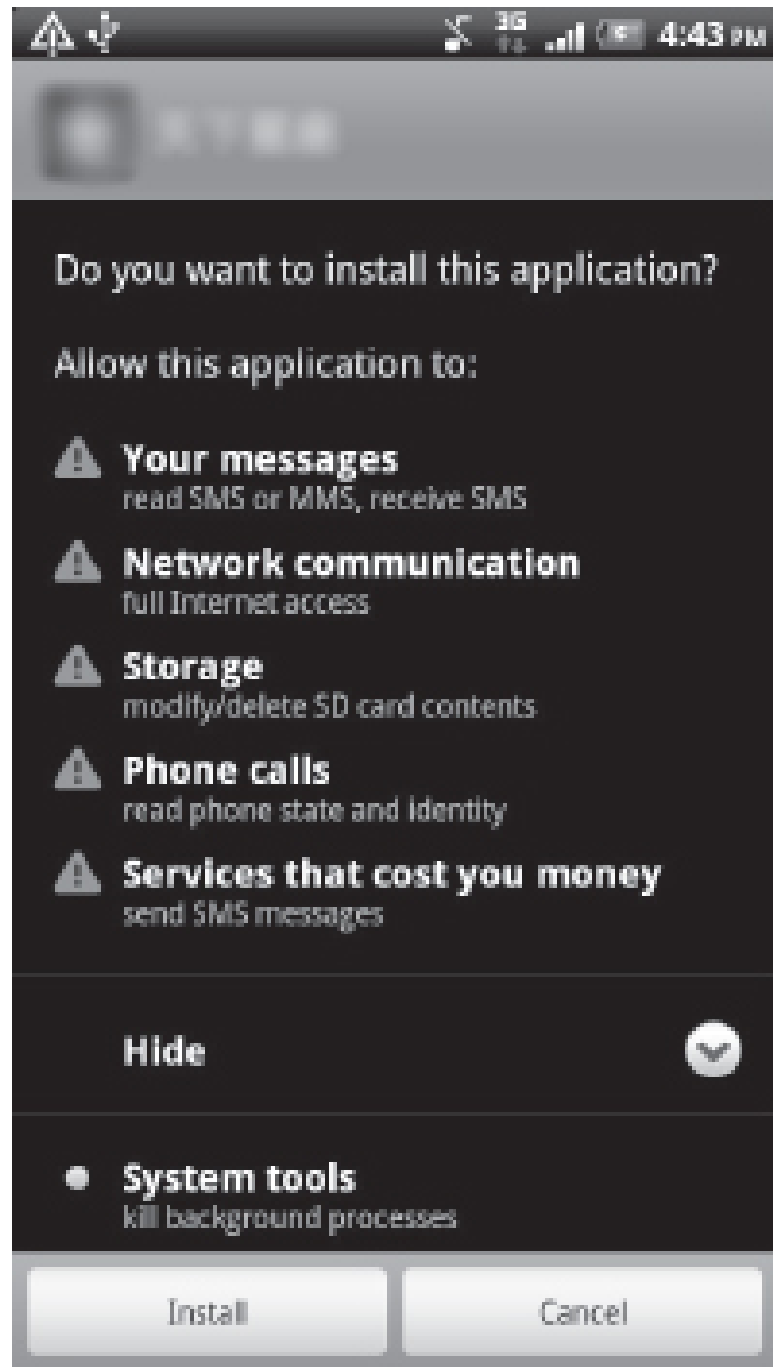 3G
4:43 PM
Do you want to install this application?
Allow this application to:
Your messages
read SMS or MMS, receive SMS
Network communication
full Internet access
Storage
modify/delete SD card contents
Phone calls
read phone state and identity
Services that cost you money
send SMS messages
Hide
System tools
kill background processes
Install
Cancel